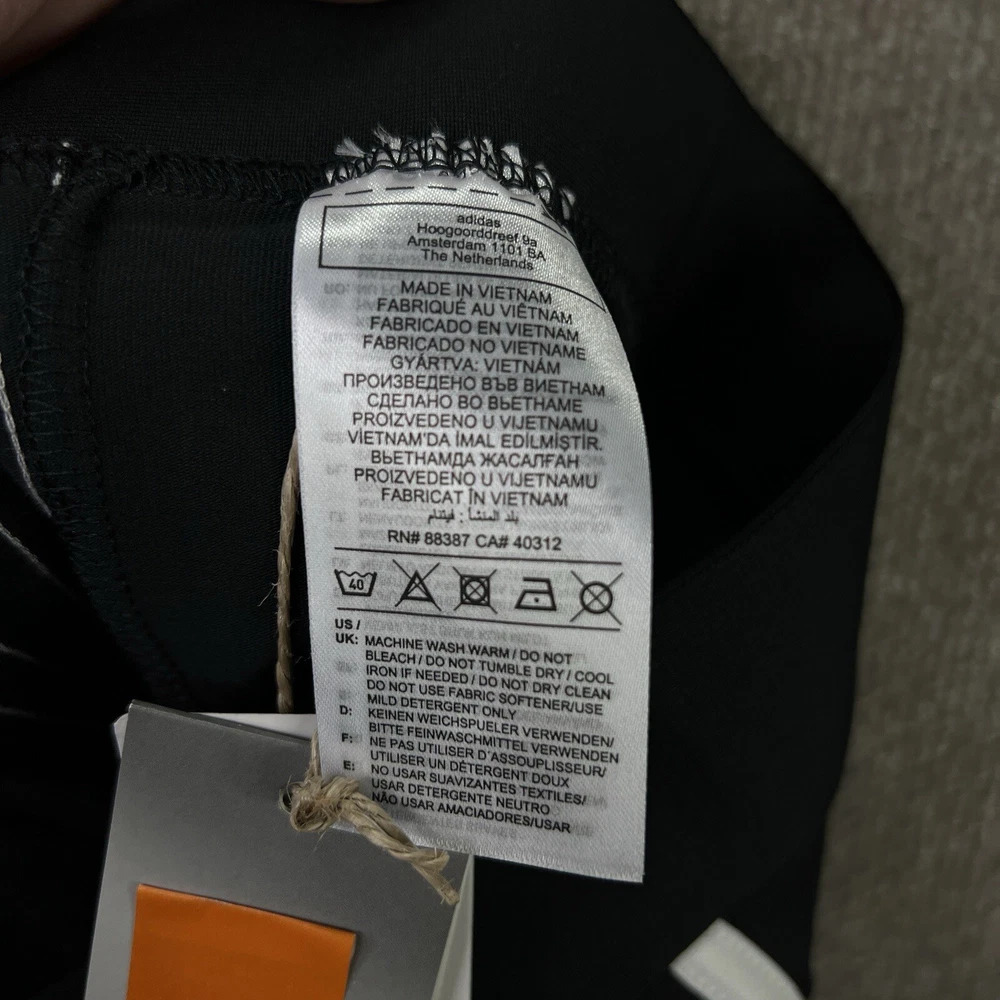 adidas
Hoogoorddreef 9a
Amsterdam 1101 BA
The Netherlands
MADE IN VIETNAM
FABRIQUÉ AU VIÊTNAM
FABRICADO EN VIETNAM
FABRICADO NO VIETNAME
GYÁRTVA: VIETNÁM
ПРОИЗВЕДЕНО ВЪВ ВИЕТНАМ
СДЕЛАНО ВО ВЬЕТНАМЕ
PROIZVEDENO U VIJETNAMU
VİETNAM'DA İMAL EDİLMİŞTİR.
ВЬЕТНАМДА ЖАСАЛҒАН
PROIZVEDENO U VIJETNAMU
FABRICAT ÎN VIETNAM
بلد المنشأ : فيتنام
RN# 88387 CA# 40312
40
US /
UK: MACHINE WASH WARM / DO NOT
BLEACH / DO NOT TUMBLE DRY / COOL
IRON IF NEEDED / DO NOT DRY CLEAN
DO NOT USE FABRIC SOFTENER/USE
MILD DETERGENT ONLY
D: KEINEN WEICHSPUELER VERWENDEN/
BITTE FEINWASCHMITTEL VERWENDEN
F: NE PAS UTILISER D'ASSOUPLISSEUR/
UTILISER UN DÉTERGENT DOUX
E: NO USAR SUAVIZANTES TEXTILES/
USAR DETERGENTE NEUTRO
NÃO USAR AMACIADORES/USAR